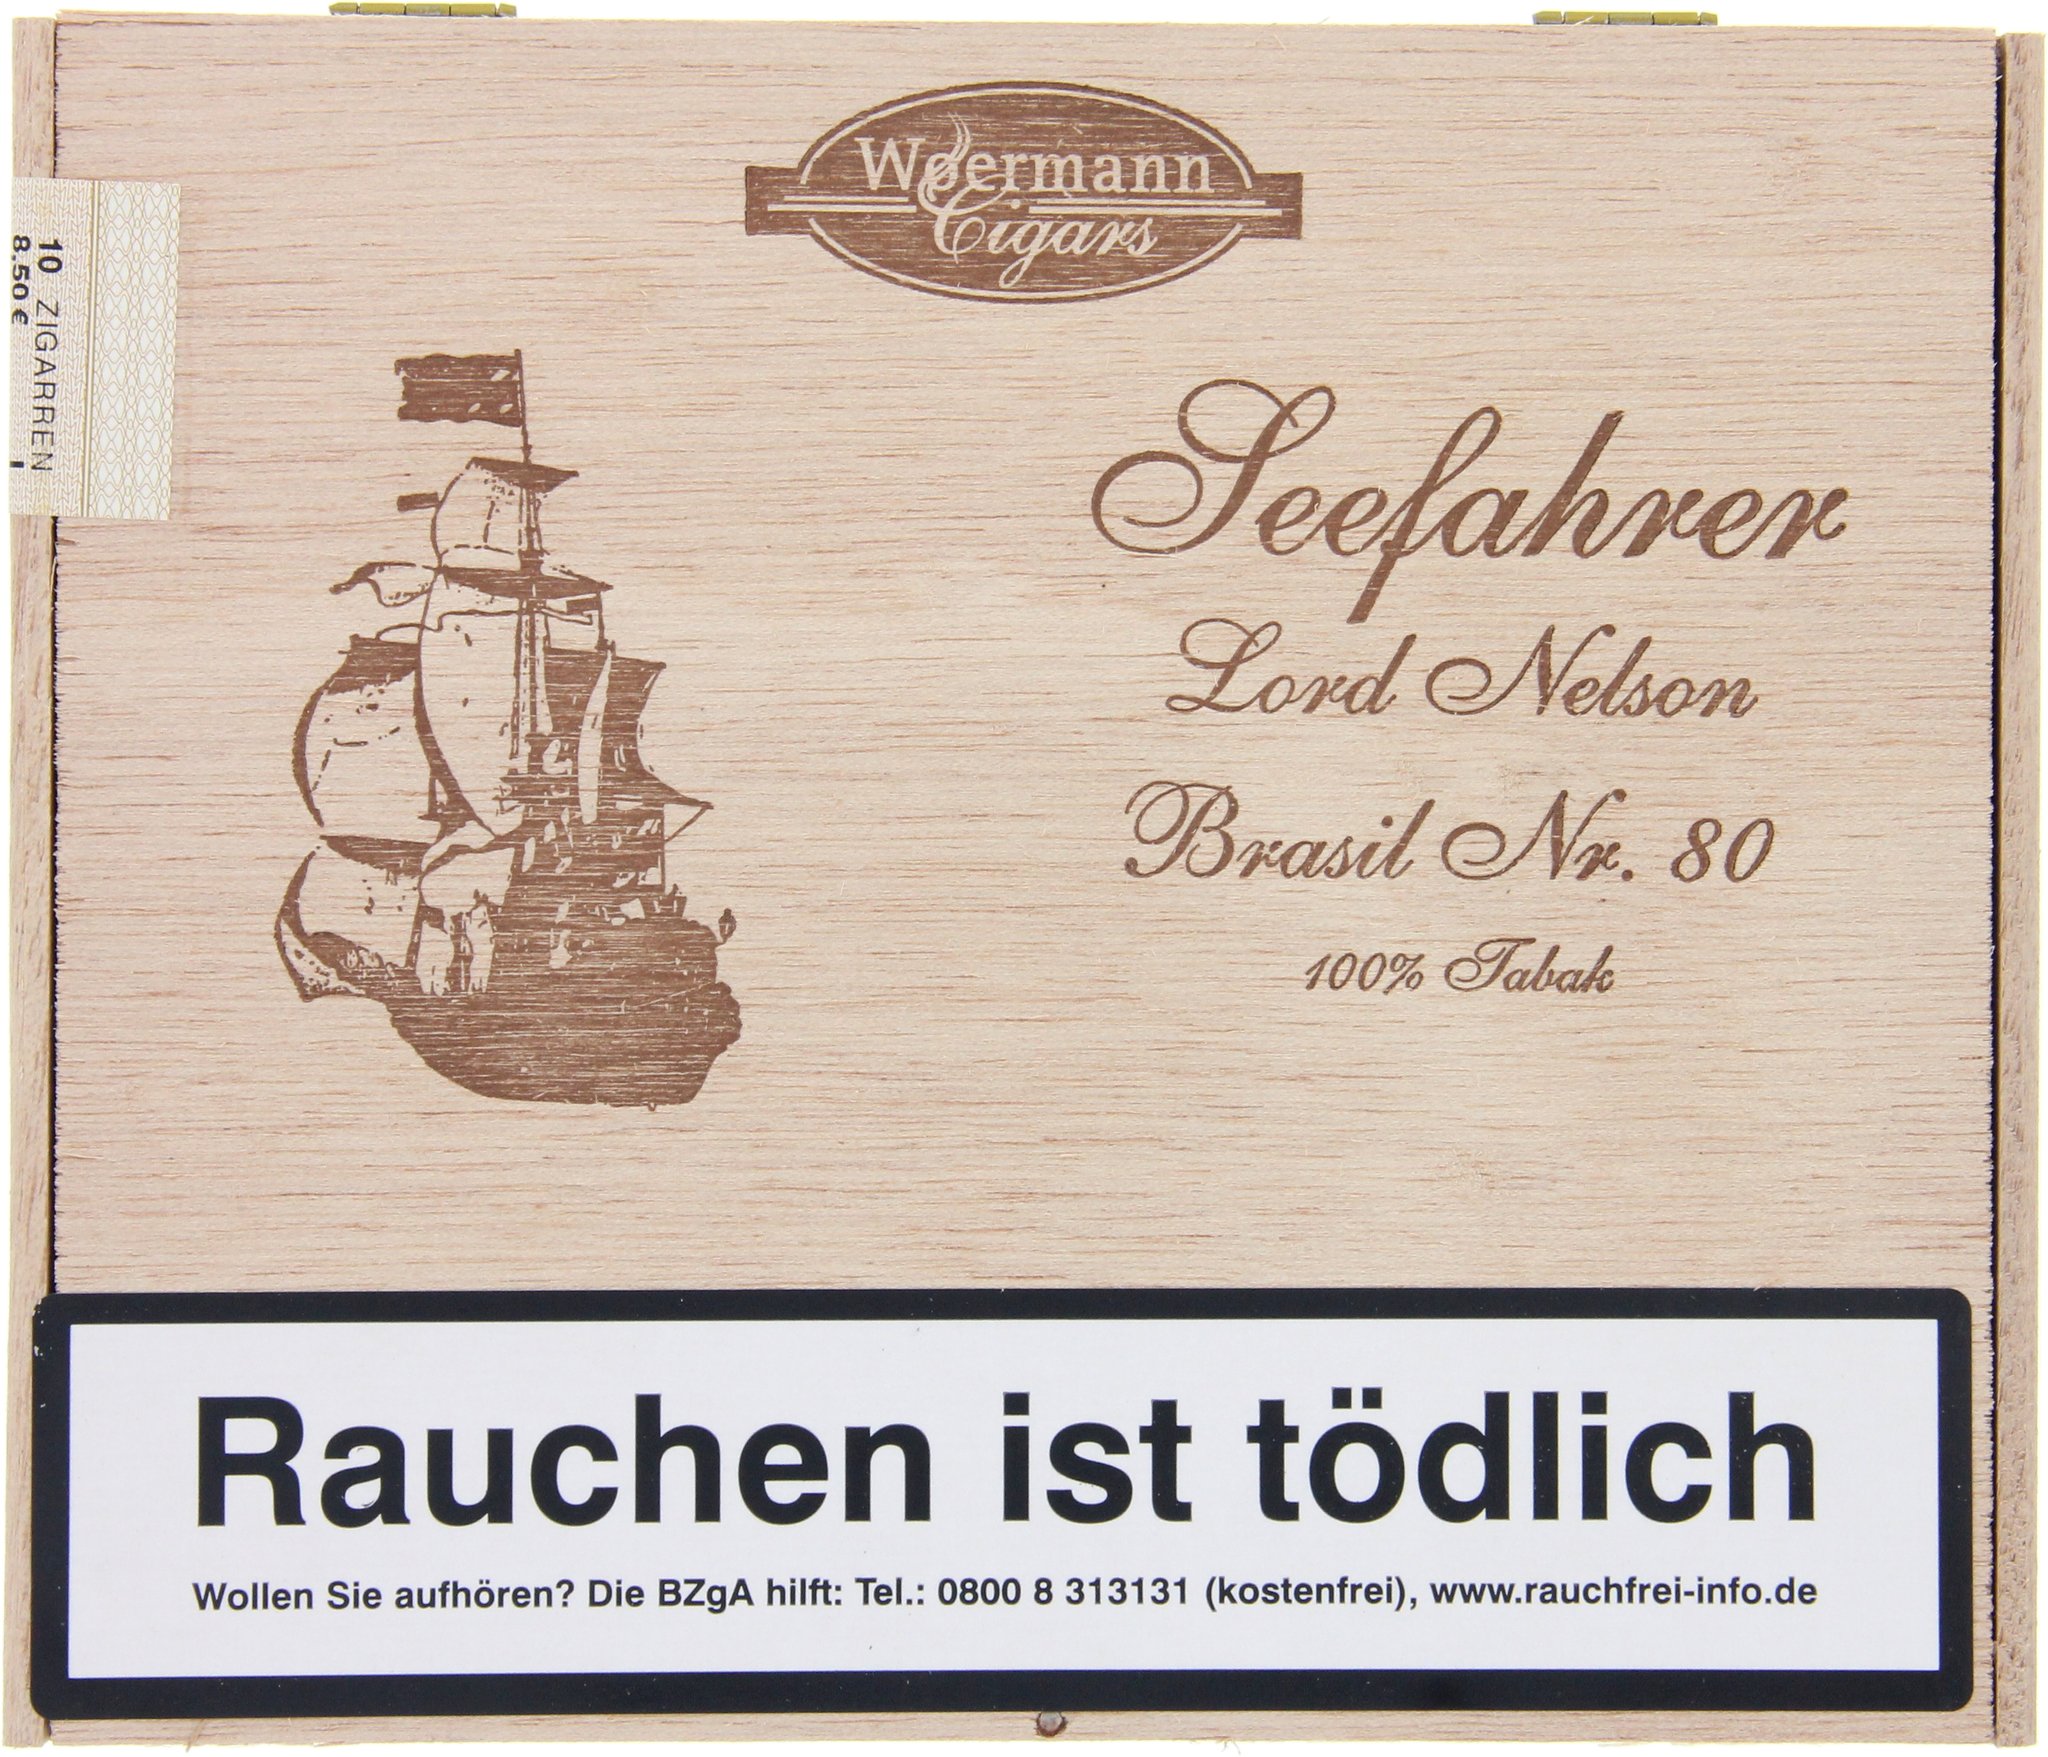 Woermann
Cigars
10 ZIGARREN
8,50 €
Seefahrer
Lord Nelson
Brasil Nr. 80
100% Tabak
Rauchen ist tödlich
Wollen Sie aufhören? Die BZgA hilft: Tel.: 0800 8 313131 (kostenfrei), www.rauchfrei-info.de